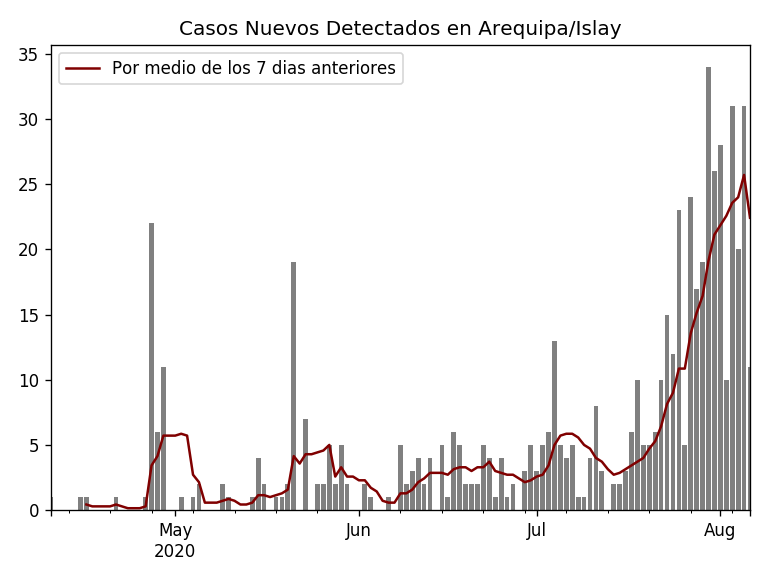 Casos Nuevos Detectados en Arequipa/Islay
Por medio de los 7 dias anteriores
35
30
25
20
15
10
5
0
May
2020
Jun
Jul
Aug